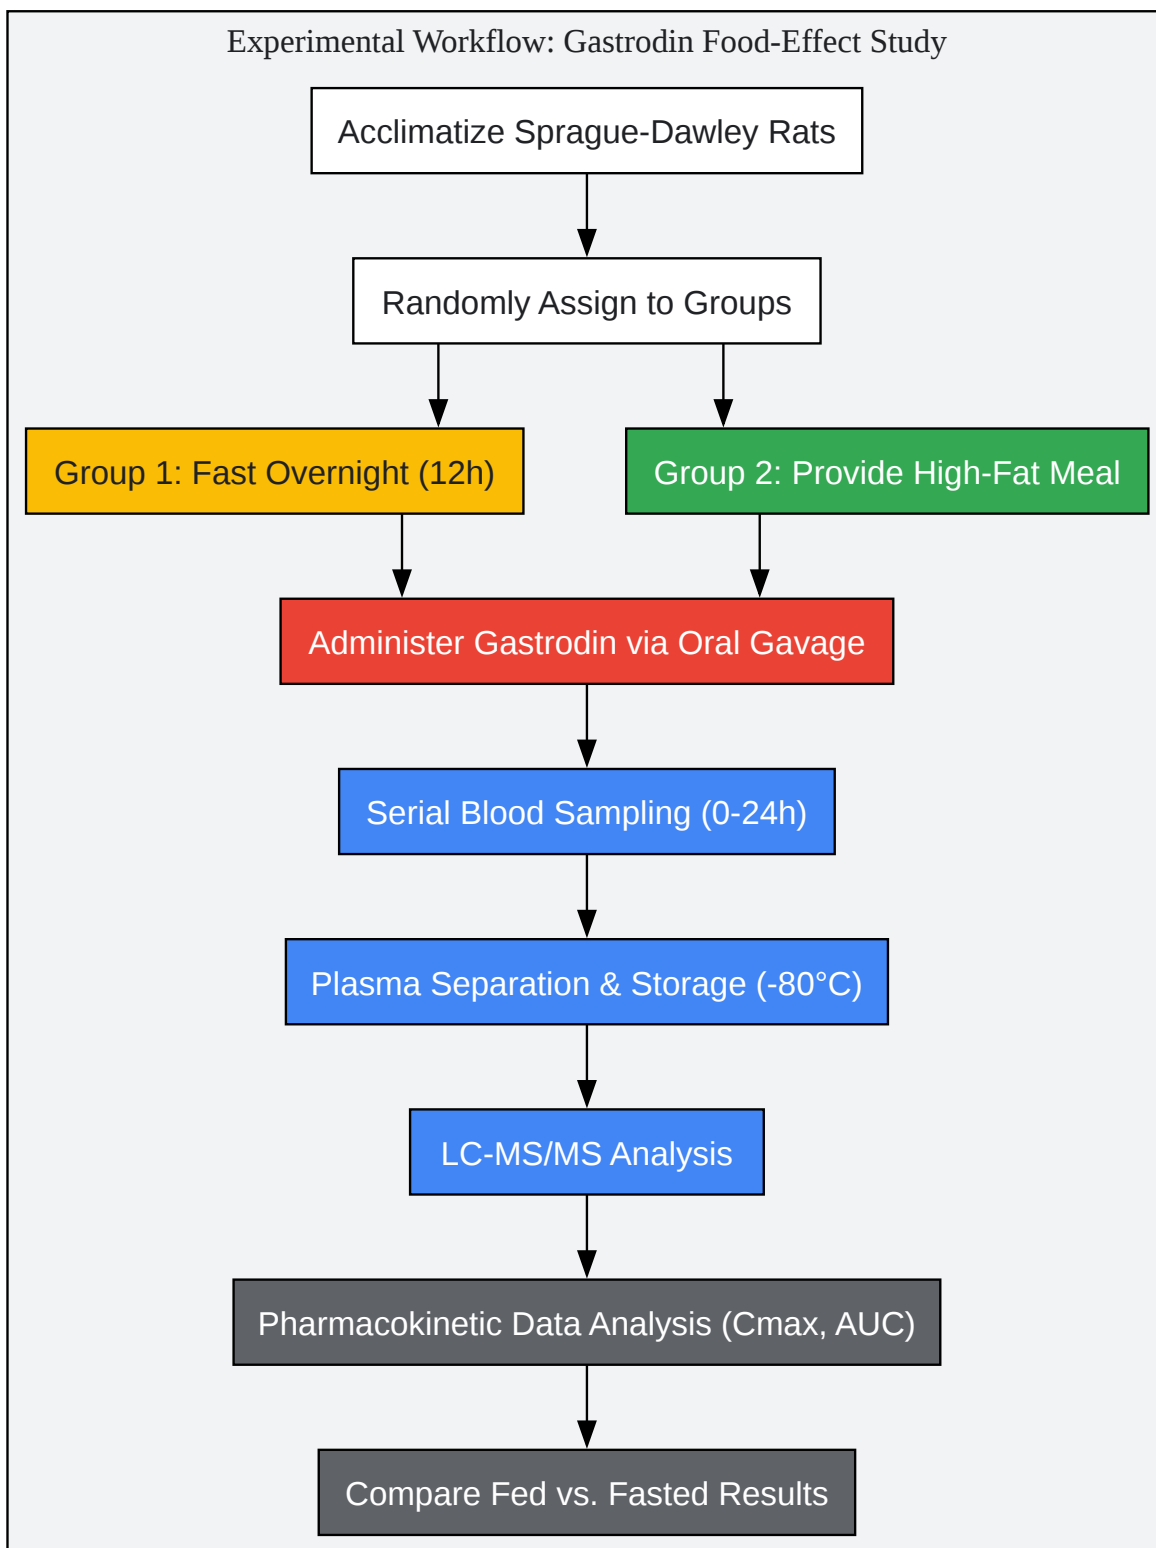 Experimental Workflow: Gastrodin Food-Effect Study
Acclimatize Sprague-Dawley Rats
Randomly Assign to Groups
Group 1: Fast Overnight (12h)
Group 2: Provide High-Fat Meal
Administer Gastrodin via Oral Gavage
Serial Blood Sampling (0-24h)
Plasma Separation & Storage (-80°C)
LC-MS/MS Analysis
Pharmacokinetic Data Analysis (Cmax, AUC)
Compare Fed vs. Fasted Results